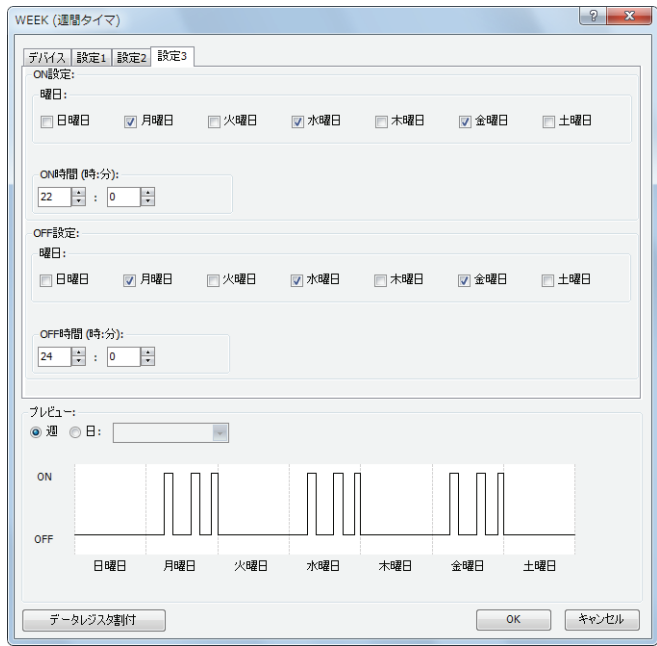 WEEK (週間タイマ)
デバイス 設定1 設定2 設定3
ON設定:
曜日:
日曜日 月曜日 火曜日 水曜日 木曜日 金曜日 土曜日
ON時間 (時:分):
22 : 0
OFF設定:
曜日:
日曜日 月曜日 火曜日 水曜日 木曜日 金曜日 土曜日
OFF時間 (時:分):
24 : 0
プレビュー:
週 日:
ON
OFF
日曜日 月曜日 火曜日 水曜日 木曜日 金曜日 土曜日
データレジスタ割付 OK キャンセル